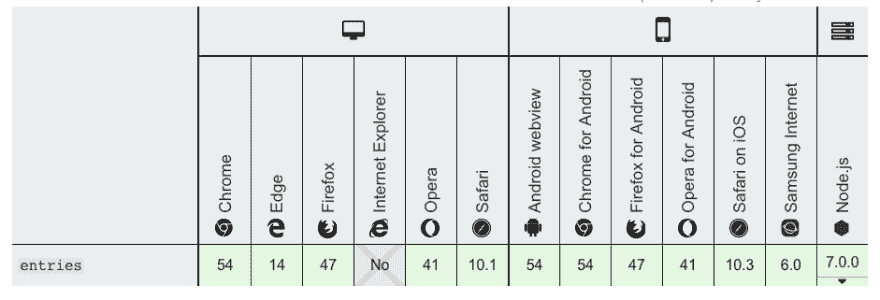 Chrome
Edge
Firefox
Internet Explorer
Opera
Safari
Android webview
Chrome for Android
Firefox for Android
Opera for Android
Safari on iOS
Samsung Internet
Node.js
entries 54 14 47 No 41 10.1 54 54 47 41 10.3 6.0 7.0.0